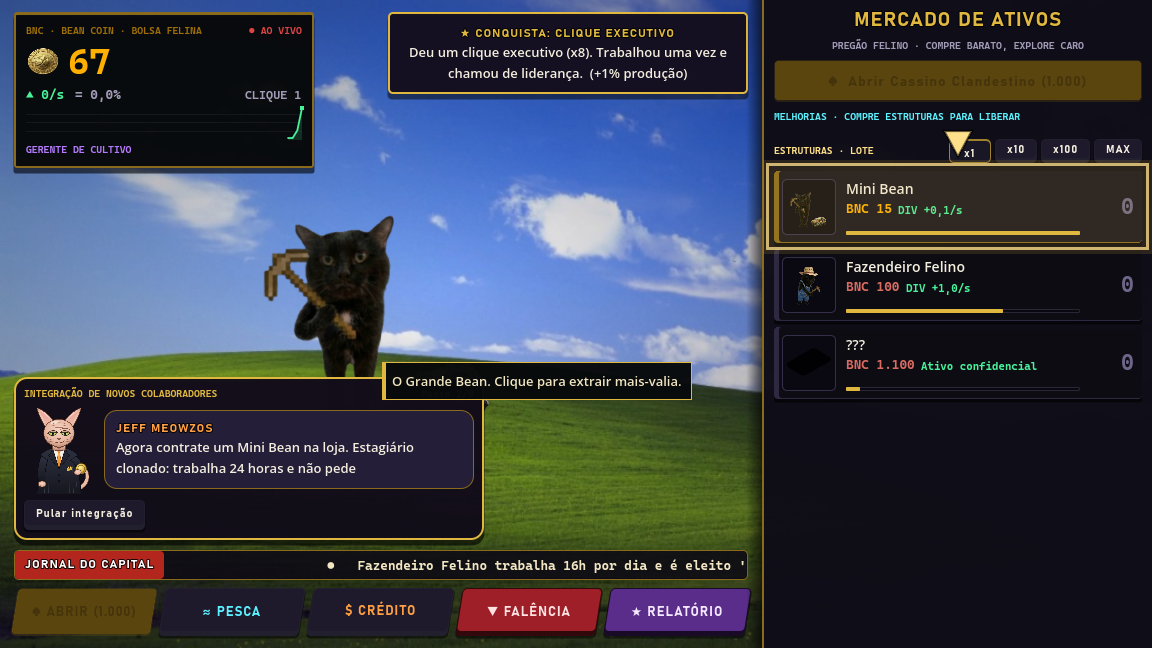 BNC · BEAN COIN · BOLSA FELINA
● AO VIVO
67
▲ 0/s = 0,0%
CLIQUE 1
GERENTE DE CULTIVO
★ CONQUISTA: CLIQUE EXECUTIVO
Deu um clique executivo (x8). Trabalhou uma vez e
chamou de liderança. (+1% produção)
MERCADO DE ATIVOS
PREGÃO FELINO · COMPRE BARATO, EXPLORE CARO
♠ Abrir Cassino Clandestino (1.000)
MELHORIAS · COMPRE ESTRUTURAS PARA LIBERAR
ESTRUTURAS · LOTE
x1
x10
x100
MAX
Mini Bean
BNC 15 DIV +0,1/s
0
Fazendeiro Felino
BNC 100 DIV +1,0/s
0
???
BNC 1.100 Ativo confidencial
0
O Grande Bean. Clique para extrair mais-valia.
INTEGRAÇÃO DE NOVOS COLABORADORES
JEFF MEOWZOS
Agora contrate um Mini Bean na loja. Estagiário
clonado: trabalha 24 horas e não pede
Pular integração
JORNAL DO CAPITAL
● Fazendeiro Felino trabalha 16h por dia e é eleito '
♠ ABRIR (1.000)
≈ PESCA
$ CRÉDITO
▼ FALÊNCIA
★ RELATÓRIO